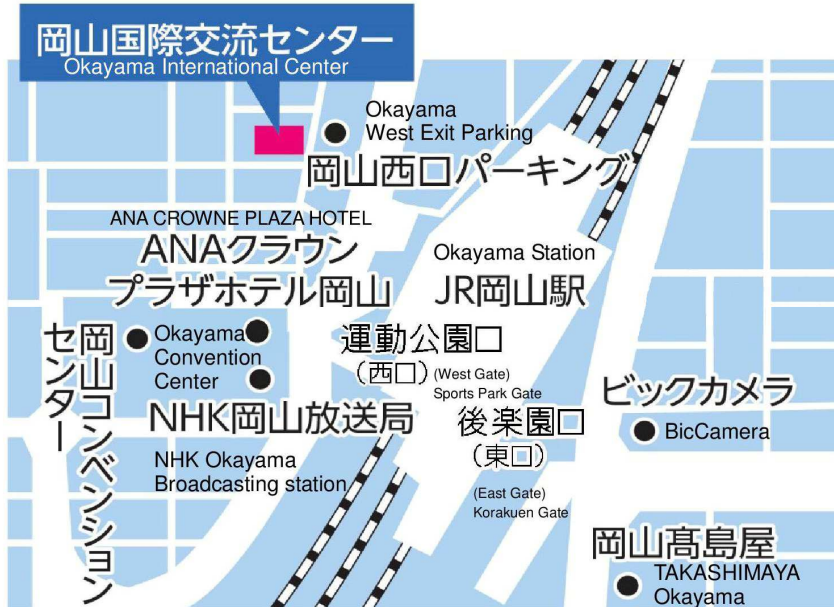 岡山国際交流センター
Okayama International Center
Okayama
West Exit Parking
岡山西口パーキング
ANA CROWNE PLAZA HOTEL
ANAクラウン
プラザホテル岡山
Okayama Station
JR岡山駅
岡山コンベンション
センター
Okayama
Convention
Center
運動公園口
(西口)
(West Gate)
Sports Park Gate
NHK岡山放送局
NHK Okayama
Broadcasting station
後楽園口
(東口)
(East Gate)
Korakuen Gate
ビックカメラ
BicCamera
岡山髙島屋
TAKASHIMAYA
Okayama